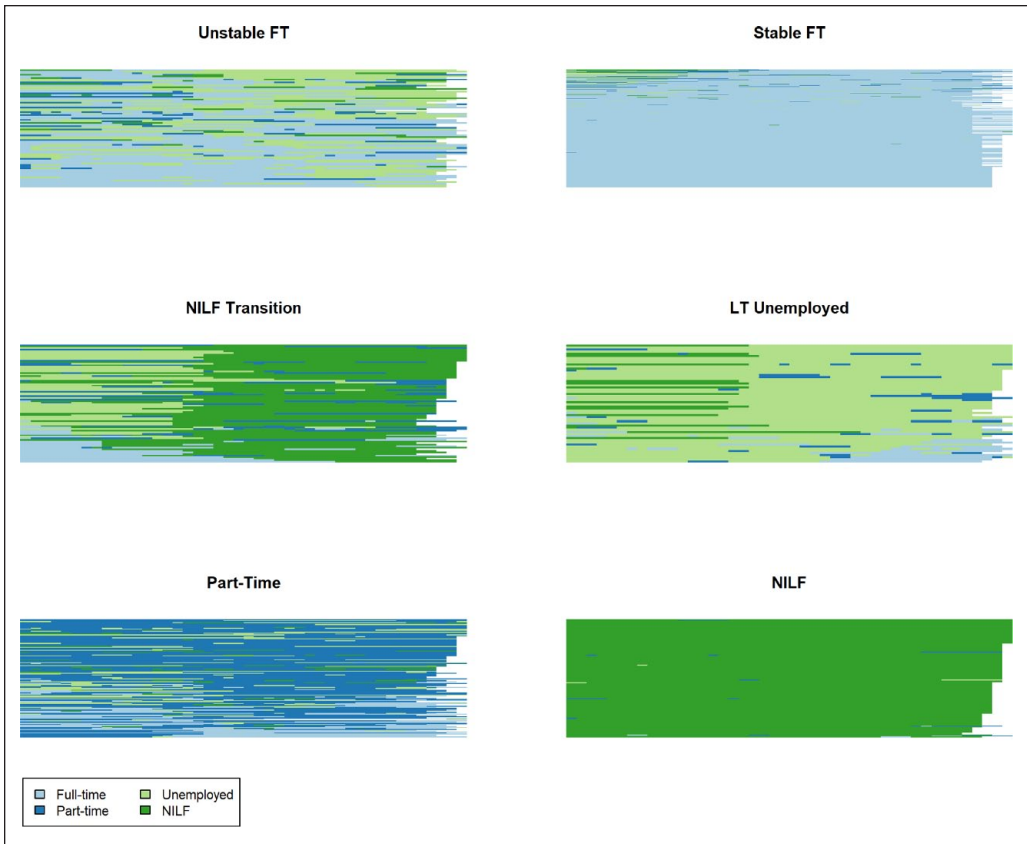 Unstable FT
Stable FT
NILF Transition
LT Unemployed
Part-Time
NILF
Full-time
Unemployed
Part-time
NILF